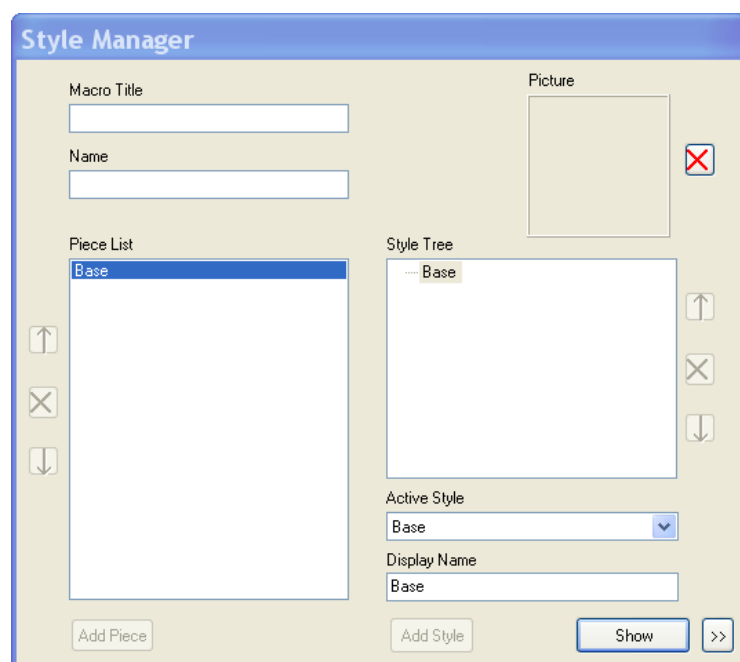 Style Manager
Macro Title
Picture
Name
Piece List
Style Tree
Base
Base
Active Style
Base
Display Name
Base
Add Piece
Add Style
Show
>>